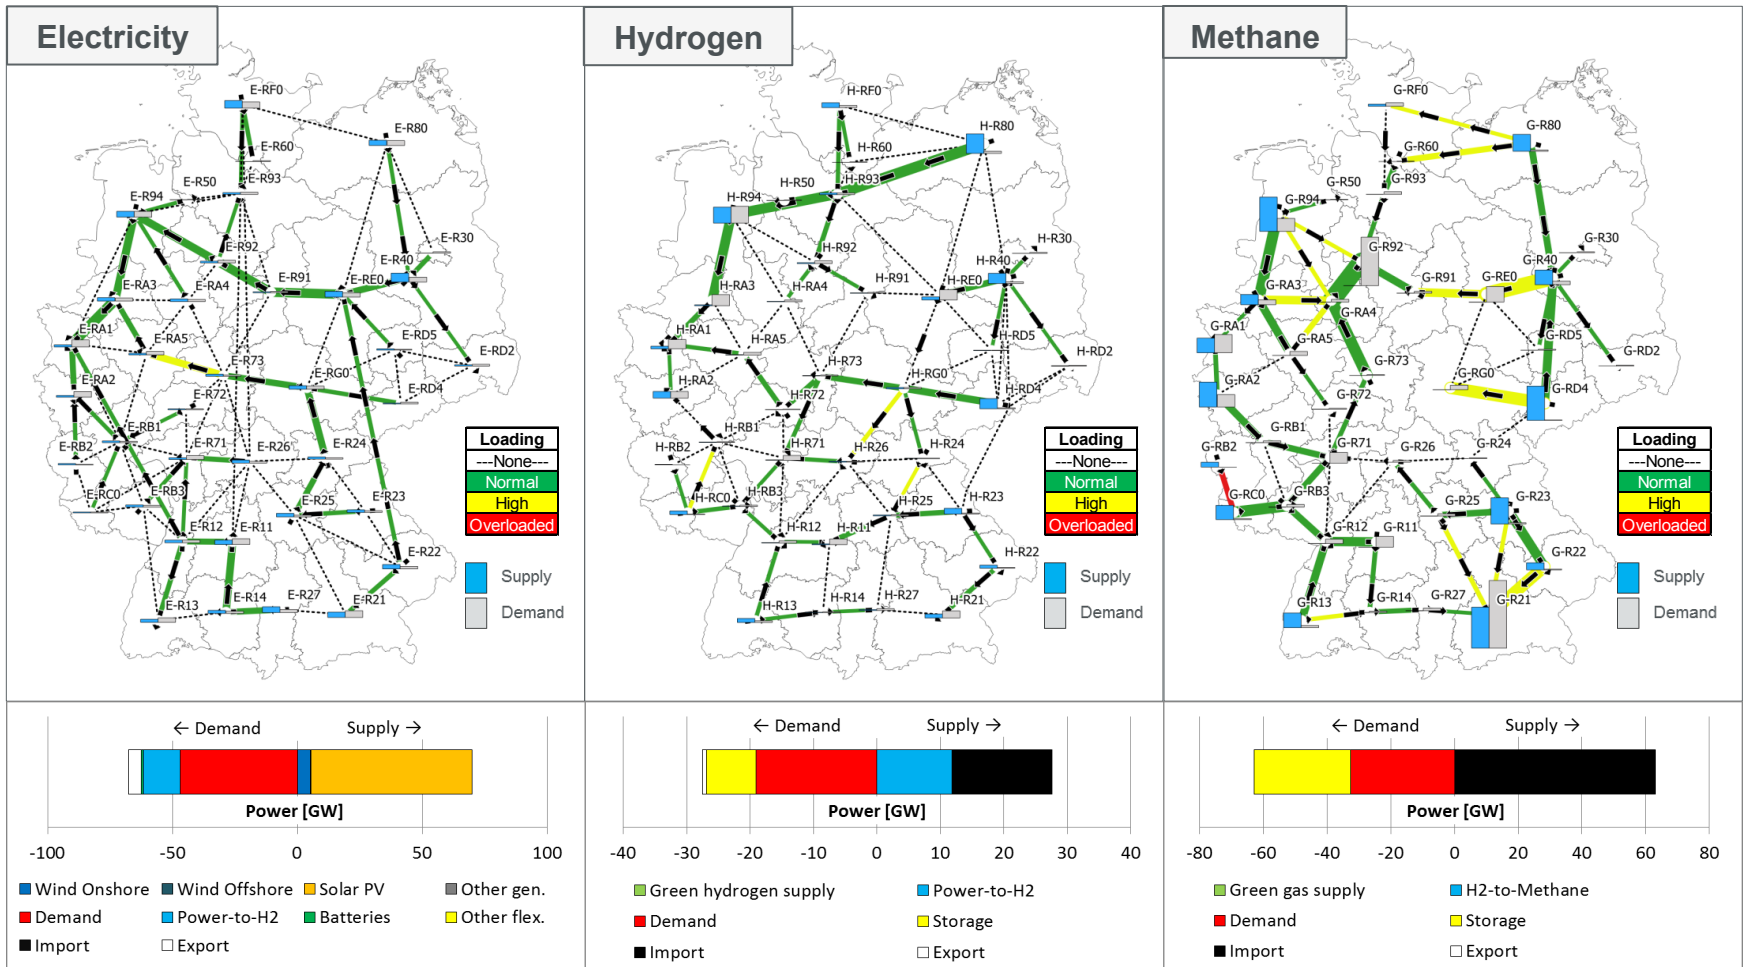 Electricity
E-RF0
E-R80
E-R60
E-R93
E-R50
E-R94
E-R30
E-R92
E-R40
E-R91
E-RE0
E-RA3
E-RA4
E-RA1
E-RA5
E-RD5
E-RD2
E-R73
E-RA2
E-RG0
E-RD4
E-R72
E-RB1
E-RB2
E-R71
E-R26
E-R24
E-RC0
E-RB3
E-R25
E-R23
E-R12
E-R11
E-R22
E-R13
E-R14
E-R27
E-R21
Loading
---None---
Normal
High
Overloaded
Supply
Demand
Hydrogen
H-RF0
H-R80
H-R60
H-R93
H-R50
H-R94
H-R30
H-R92
H-R40
H-R91
H-RE0
H-RA3
H-RA4
H-RA1
H-RA5
H-RD5
H-RD2
H-R73
H-RA2
H-RG0
H-RD4
H-R72
H-RB1
H-RB2
H-R71
H-R26
H-R24
H-RC0
H-RB3
H-R25
H-R23
H-R12
H-R11
H-R22
H-R13
H-R14
H-R27
H-R21
Loading
---None---
Normal
High
Overloaded
Supply
Demand
Methane
G-RF0
G-R80
G-R60
G-R93
G-R50
G-R94
G-R30
G-R92
G-R40
G-R91
G-RE0
G-RA3
G-RA4
G-RA1
G-RA5
G-RD5
G-RD2
G-R73
G-RA2
G-RG0
G-RD4
G-R72
G-RB1
G-RB2
G-R71
G-R26
G-R24
G-RC0
G-RB3
G-R25
G-R23
G-R12
G-R11
G-R22
G-R13
G-R14
G-R27
G-R21
Loading
---None---
Normal
High
Overloaded
Supply
Demand
← Demand Supply →
Power [GW]
-100 -50 0 50 100
Wind Onshore Wind Offshore Solar PV Other gen.
Demand Power-to-H2 Batteries Other flex.
Import Export
← Demand Supply →
Power [GW]
-40 -30 -20 -10 0 10 20 30 40
Green hydrogen supply Power-to-H2
Demand Storage
Import Export
← Demand Supply →
Power [GW]
-80 -60 -40 -20 0 20 40 60 80
Green gas supply H2-to-Methane
Demand Storage
Import Export